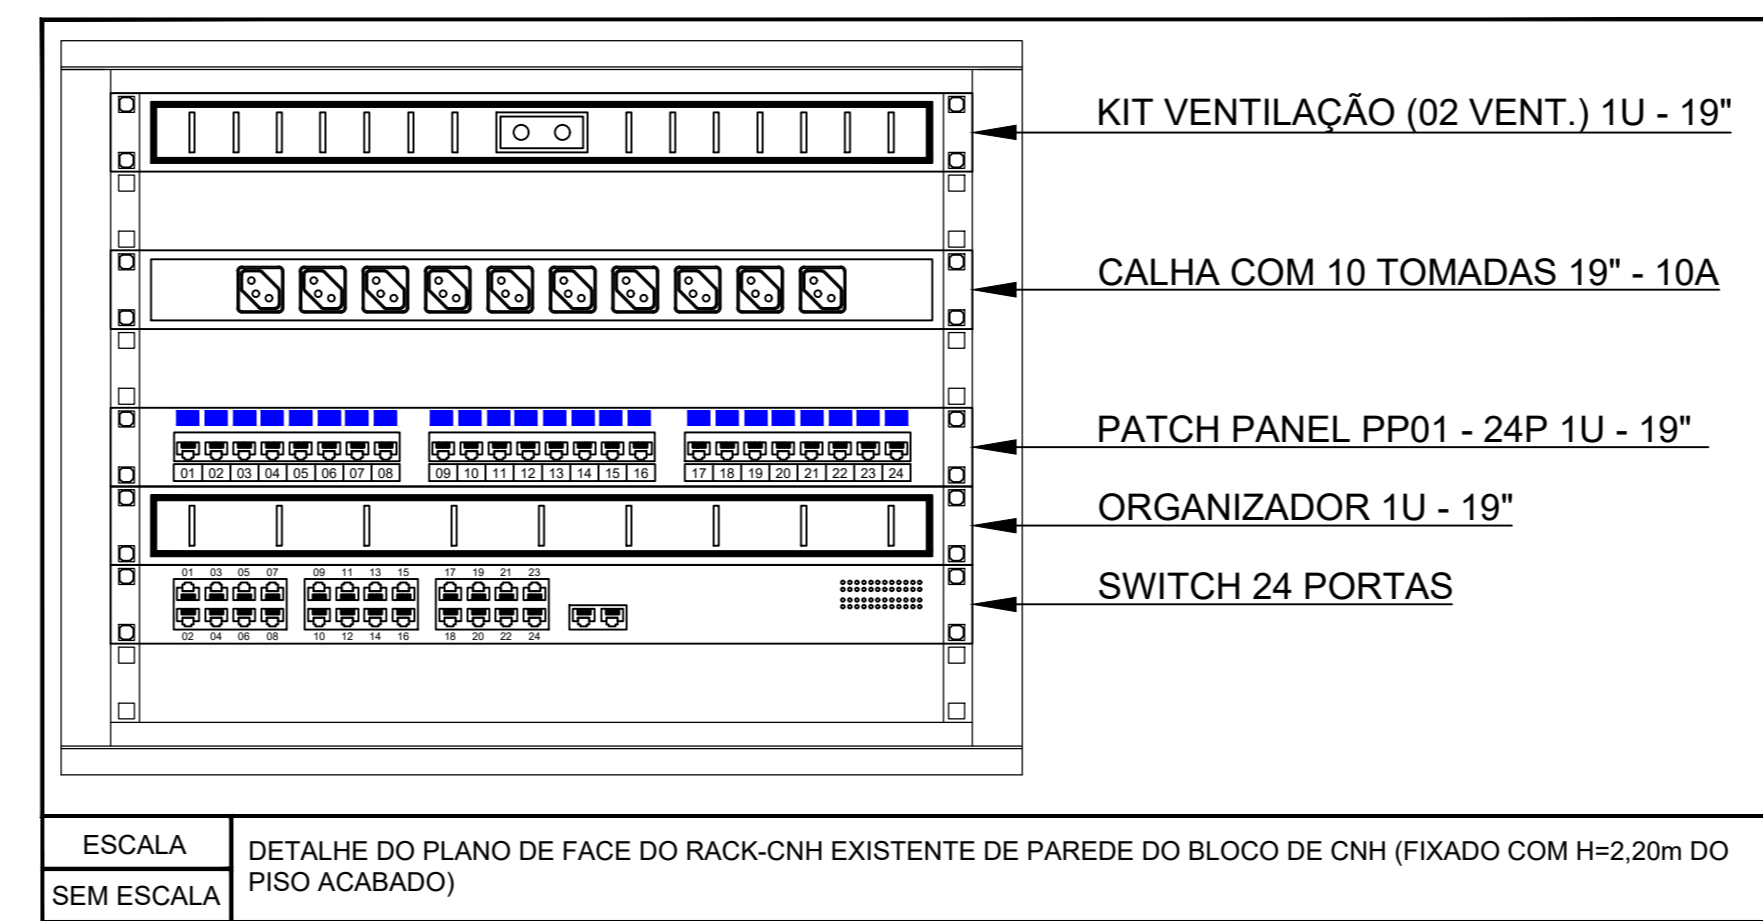 KIT VENTILAÇÃO (02 VENT.) 1U - 19"
CALHA COM 10 TOMADAS 19" - 10A
PATCH PANEL PP01 - 24P 1U - 19"
01 02 03 04 05 06 07 08 09 10 11 12 13 14 15 16 17 18 19 20 21 22 23 24
ORGANIZADOR 1U - 19"
01 03 05 07 09 11 13 15 17 19 21 23
SWITCH 24 PORTAS
02 04 06 08 10 12 14 16 18 20 22 24
ESCALA
SEM ESCALA
DETALHE DO PLANO DE FACE DO RACK-CNH EXISTENTE DE PAREDE DO BLOCO DE CNH (FIXADO COM H=2,20m DO
PISO ACABADO)